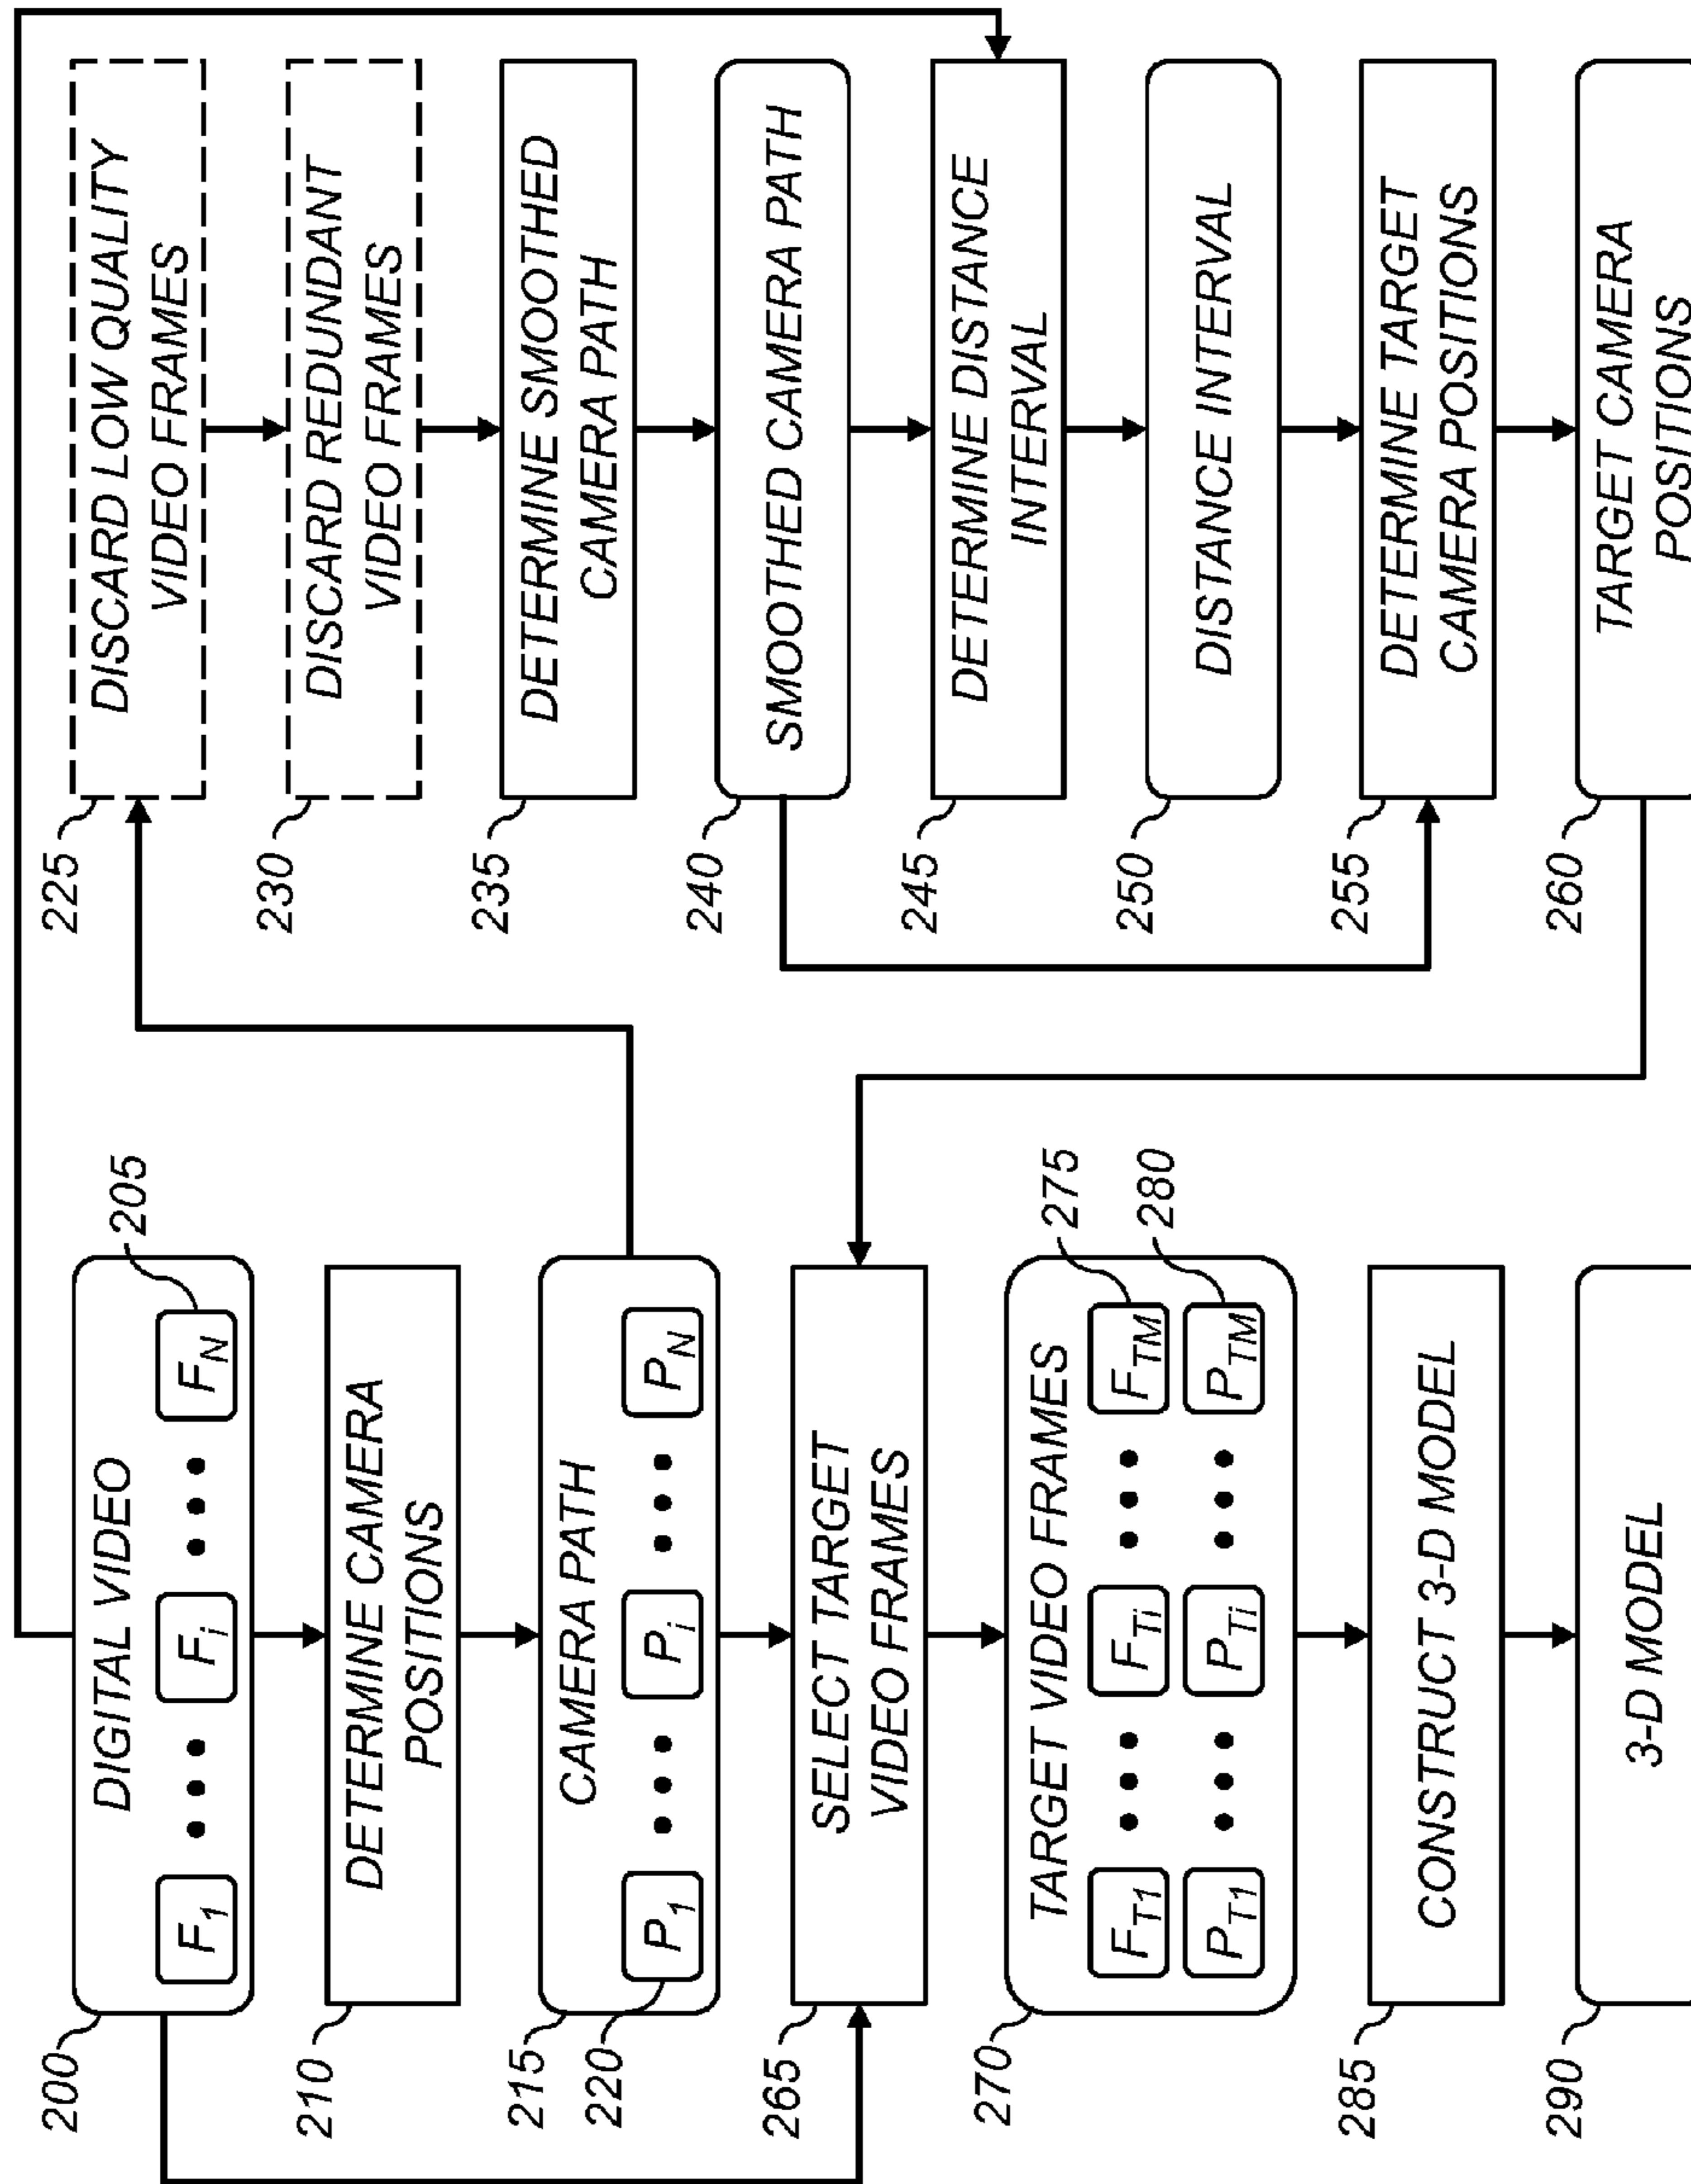 200
DIGITAL VIDEO
F1 ••• Fi ••• FN
205
210
DETERMINE CAMERA
POSITIONS
215
CAMERA PATH
220
P1 ••• Pi ••• PN
265
SELECT TARGET
VIDEO FRAMES
270
TARGET VIDEO FRAMES
FT1 ••• FTi ••• FTM
275
PT1 ••• PTi ••• PTM
280
285
CONSTRUCT 3-D MODEL
290
3-D MODEL
225
DISCARD LOW QUALITY
VIDEO FRAMES
230
DISCARD REDUNDANT
VIDEO FRAMES
235
DETERMINE SMOOTHED
CAMERA PATH
240
SMOOTHED CAMERA PATH
245
DETERMINE DISTANCE
INTERVAL
250
DISTANCE INTERVAL
255
DETERMINE TARGET
CAMERA POSITIONS
260
TARGET CAMERA
POSITIONS